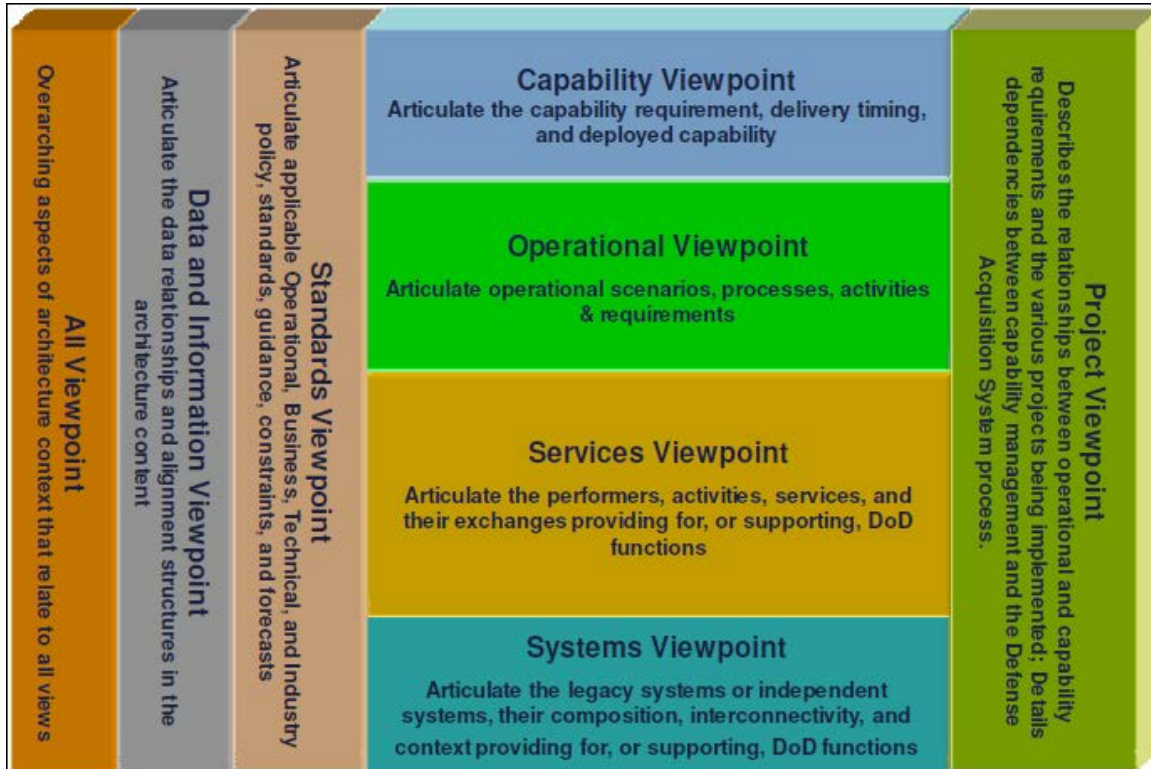 All Viewpoint
Overarching aspects of architecture context that relate to all views
Data and Information Viewpoint
Articulate the data relationships and alignment structures in the
architecture content
Standards Viewpoint
Articulate applicable Operational, Business, Technical, and Industry
policy, standards, guidance, constraints, and forecasts
Capability Viewpoint
Articulate the capability requirement, delivery timing,
and deployed capability
Operational Viewpoint
Articulate operational scenarios, processes, activities
& requirements
Services Viewpoint
Articulate the performers, activities, services, and
their exchanges providing for, or supporting, DoD
functions
Systems Viewpoint
Articulate the legacy systems or independent
systems, their composition, interconnectivity, and
context providing for, or supporting, DoD functions
Project Viewpoint
Describes the relationships between operational and capability
requirements and the various projects being implemented; Details
dependencies between capability management and the Defense
Acquisition System process.